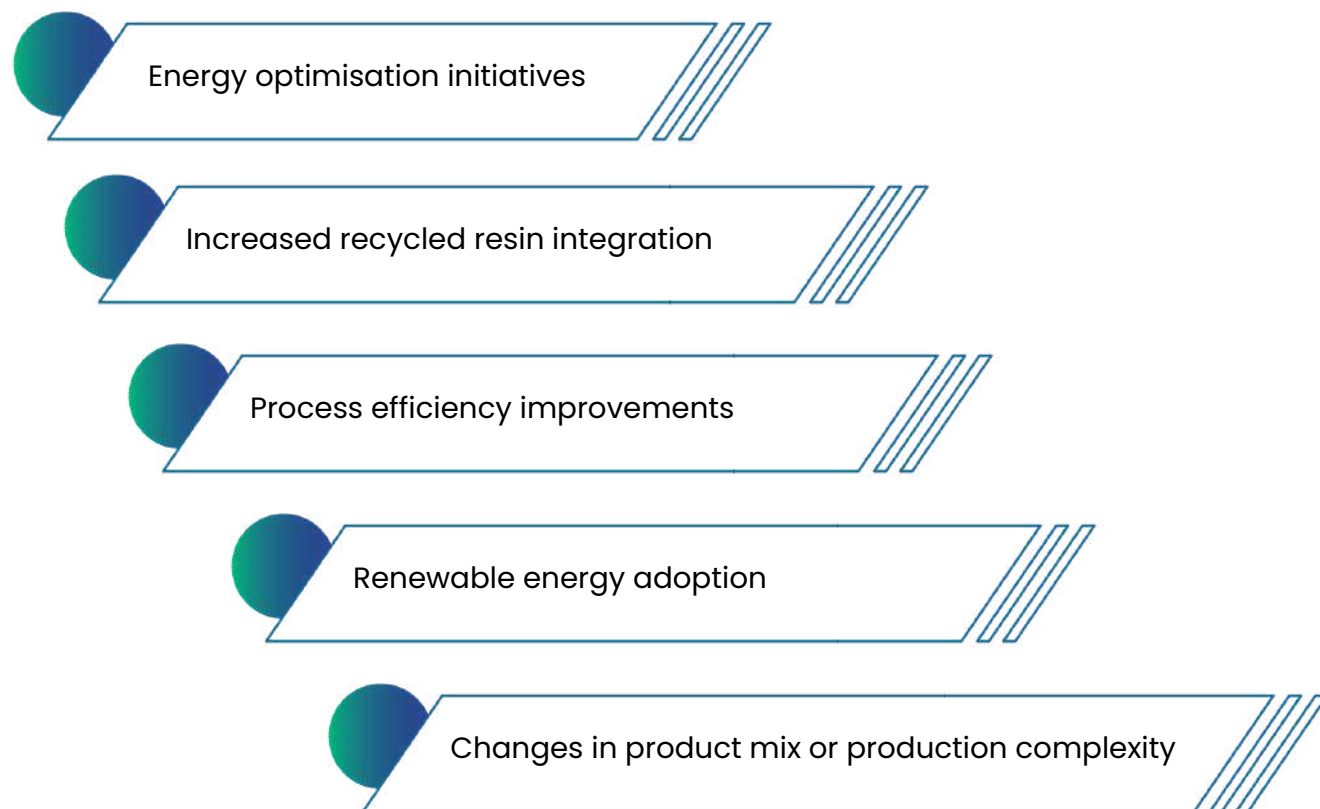 Energy optimisation initiatives
Increased recycled resin integration
Process efficiency improvements
Renewable energy adoption
Changes in product mix or production complexity